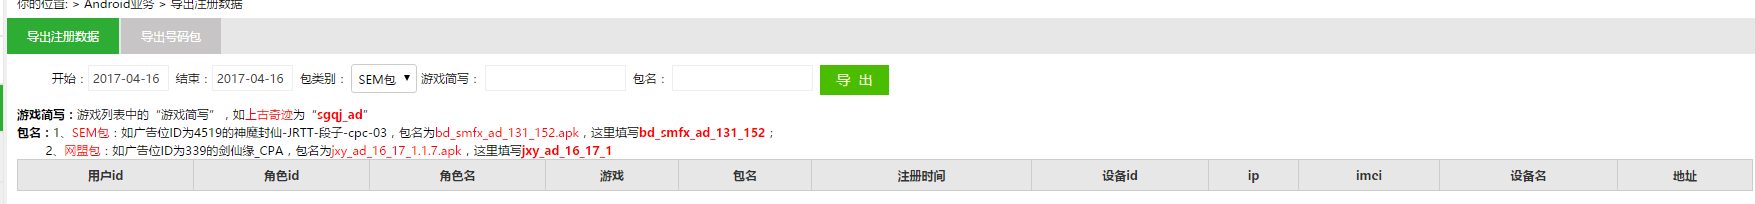 你的位置: > Android业务 > 导出注册数据
导出注册数据 导出号码包
开始： 2017-04-16 结束： 2017-04-16 包类别： SEM包 游戏简写： 包名： 导 出
游戏简写：游戏列表中的“游戏简写”，如上古奇迹为“sgqj_ad”
包名：1、SEM包：如广告位ID为4519的神魔封仙-JRTT-段子-cpc-03，包名为bd_smfx_ad_131_152.apk，这里填写bd_smfx_ad_131_152；
2、网盟包：如广告位ID为339的剑仙缘_CPA，包名为jxy_ad_16_17_1.1.7.apk，这里填写jxy_ad_16_17_1
用户id 角色id 角色名 游戏 包名 注册时间 设备id ip imei 设备名 地址